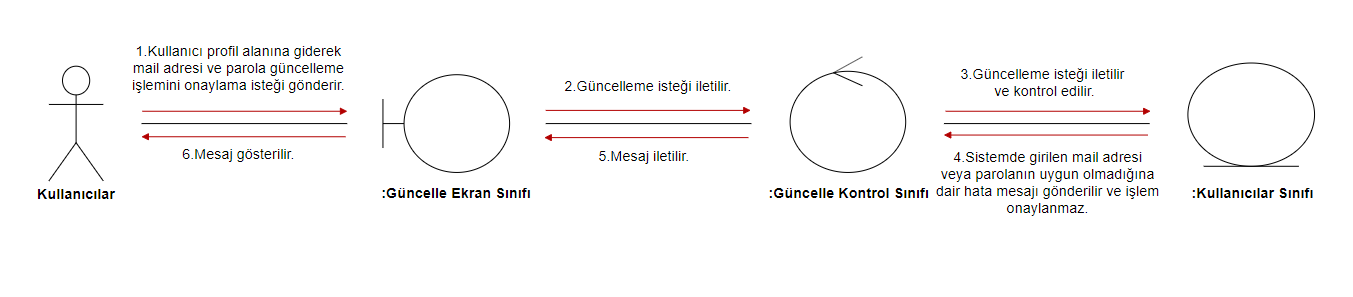 1.Kullanıcı profil alanına giderek
mail adresi ve parola güncelleme
işlemini onaylama isteği gönderir.
6.Mesaj gösterilir.
Kullanıcılar
:Güncelle Ekran Sınıfı
2.Güncelleme isteği iletilir.
5.Mesaj iletilir.
:Güncelle Kontrol Sınıfı
3.Güncelleme isteği iletilir
ve kontrol edilir.
4.Sistemde girilen mail adresi
veya parolanın uygun olmadığına
dair hata mesajı gönderilir ve işlem
onaylanmaz.
:Kullanıcılar Sınıfı